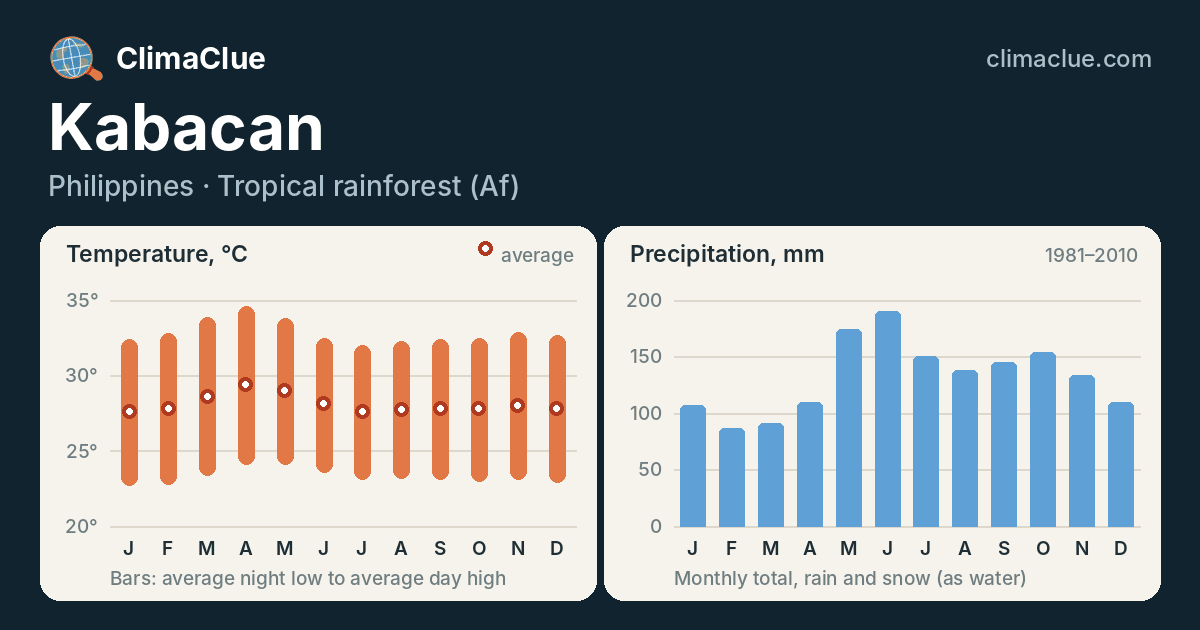 ClimaClue
climaclue.com
Kabacan
Philippines · Tropical rainforest (Af)
Temperature, °C
average
35°
30°
25°
20°
J F M A M J J A S O N D
Bars: average night low to average day high
Precipitation, mm
1981–2010
200
150
100
50
0
J F M A M J J A S O N D
Monthly total, rain and snow (as water)